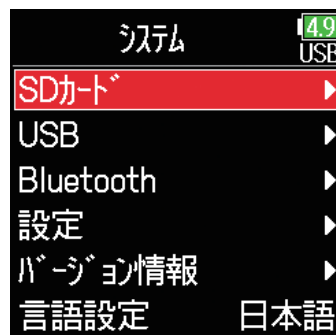 システム
4.9
USB
SDカード
USB
Bluetooth
設定
バージョン情報
言語設定 日本語